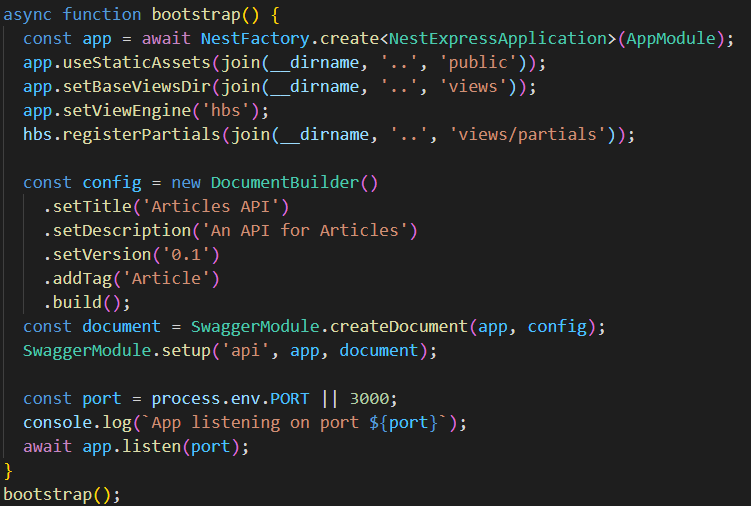 async function bootstrap() {
  const app = await NestFactory.create<NestExpressApplication>(AppModule);
  app.useStaticAssets(join(__dirname, '..', 'public'));
  app.setBaseViewsDir(join(__dirname, '..', 'views'));
  app.setViewEngine('hbs');
  hbs.registerPartials(join(__dirname, '..', 'views/partials'));

  const config = new DocumentBuilder()
    .setTitle('Articles API')
    .setDescription('An API for Articles')
    .setVersion('0.1')
    .addTag('Article')
    .build();
  const document = SwaggerModule.createDocument(app, config);
  SwaggerModule.setup('api', app, document);

  const port = process.env.PORT || 3000;
  console.log(`App listening on port ${port}`);
  await app.listen(port);
}
bootstrap();